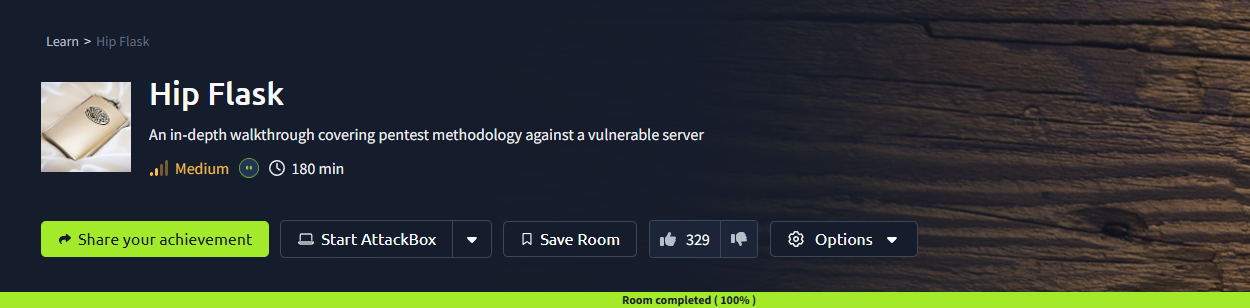 Learn > Hip Flask
Hip Flask
An in-depth walkthrough covering pentest methodology against a vulnerable server
Medium 180 min
Share your achievement Start AttackBox Save Room 329 Options
Room completed ( 100% )